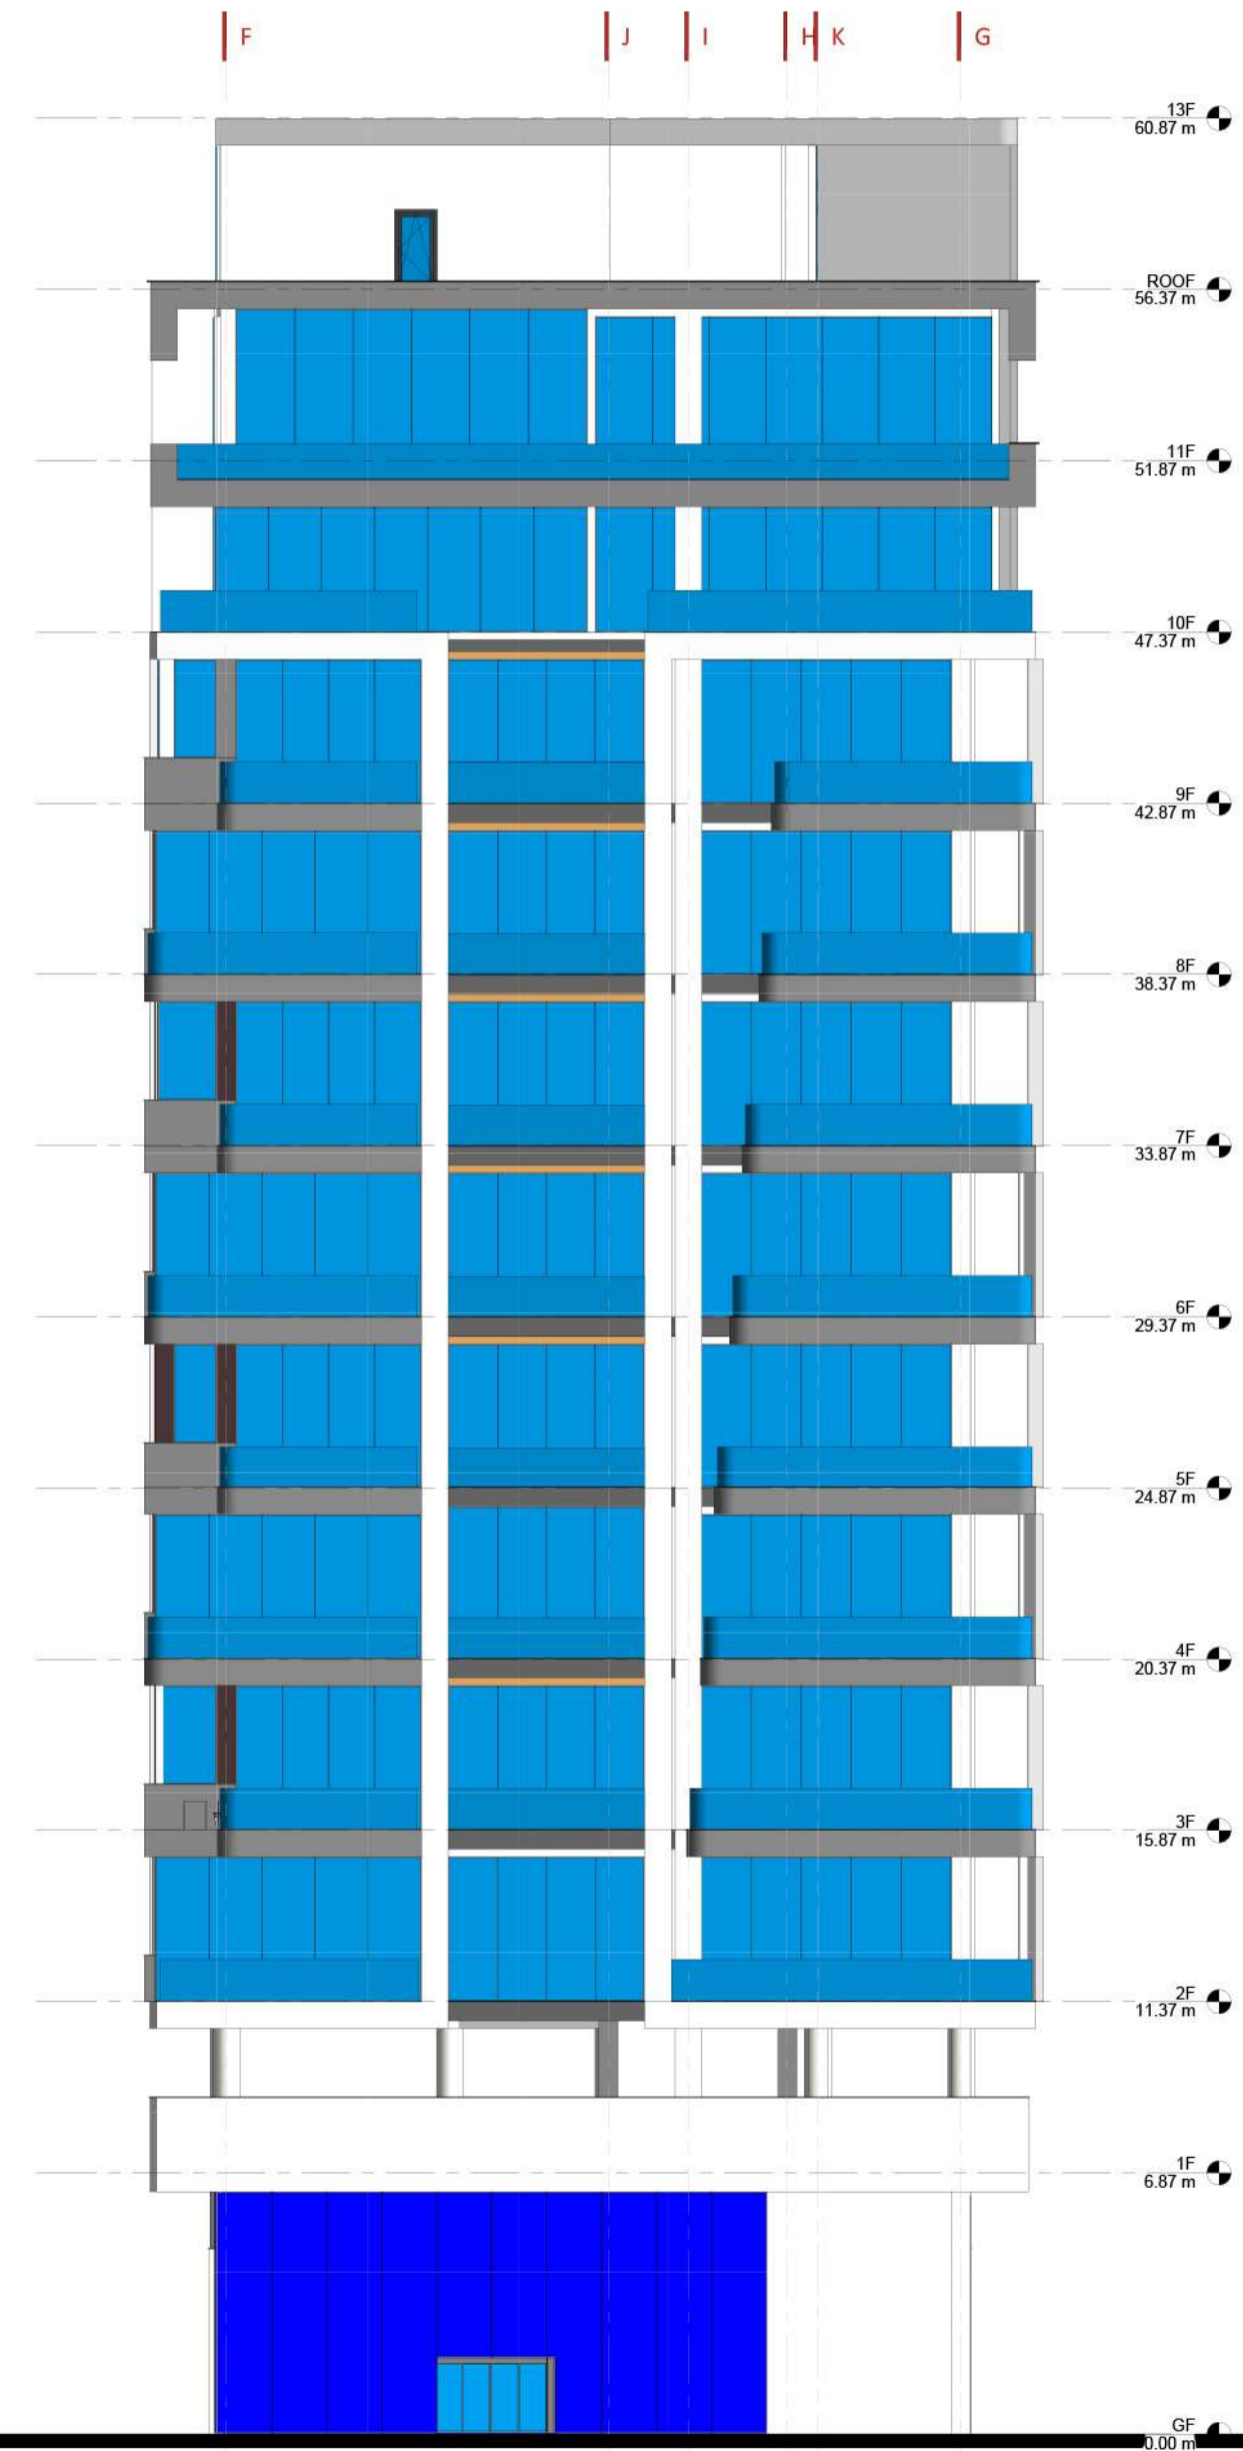 F J I H K G
13F
60.87 m
ROOF
56.37 m
11F
51.87 m
10F
47.37 m
9F
42.87 m
8F
38.37 m
7F
33.87 m
6F
29.37 m
5F
24.87 m
4F
20.37 m
3F
15.87 m
2F
11.37 m
1F
6.87 m
GF
0.00 m